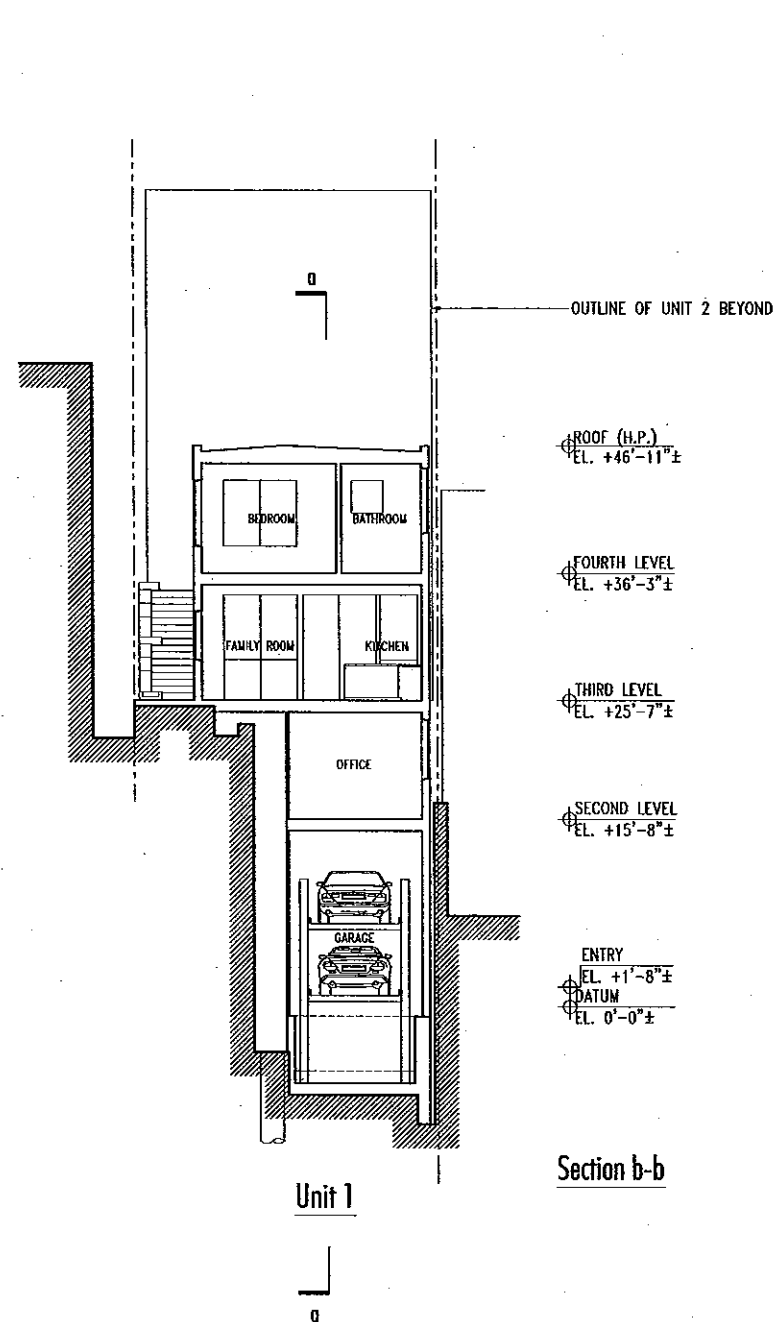 a
OUTLINE OF UNIT 2 BEYOND
ROOF (H.P.)
EL. +46'-11"±
BEDROOM
BATHROOM
FOURTH LEVEL
EL. +36'-3"±
FAMILY ROOM
KITCHEN
THIRD LEVEL
EL. +25'-7"±
OFFICE
SECOND LEVEL
EL. +15'-8"±
GARAGE
ENTRY
EL. +1'-8"±
DATUM
EL. 0'-0"±
Section b-b
Unit 1
a